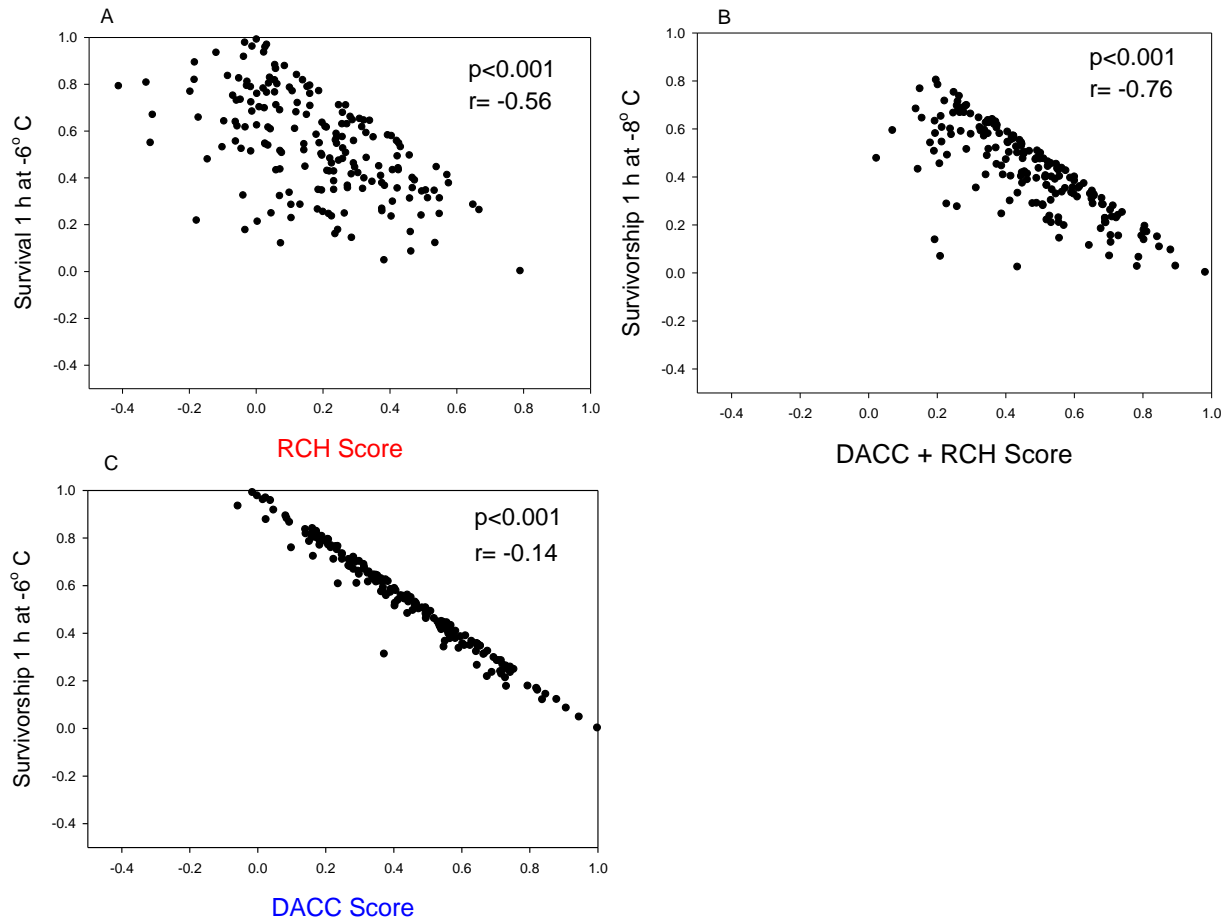 A
1.0
0.8
0.6
0.4
0.2
0.0
-0.2
-0.4
Survival 1 h at -6° C
p<0.001
r= -0.56
-0.4 -0.2 0.0 0.2 0.4 0.6 0.8 1.0
RCH Score
B
1.0
0.8
0.6
0.4
0.2
0.0
-0.2
-0.4
Survivorship 1 h at -8° C
p<0.001
r= -0.76
-0.4 -0.2 0.0 0.2 0.4 0.6 0.8 1.0
DACC + RCH Score
C
1.0
0.8
0.6
0.4
0.2
0.0
-0.2
-0.4
Survivorship 1 h at -6° C
p<0.001
r= -0.14
-0.4 -0.2 0.0 0.2 0.4 0.6 0.8 1.0
DACC Score